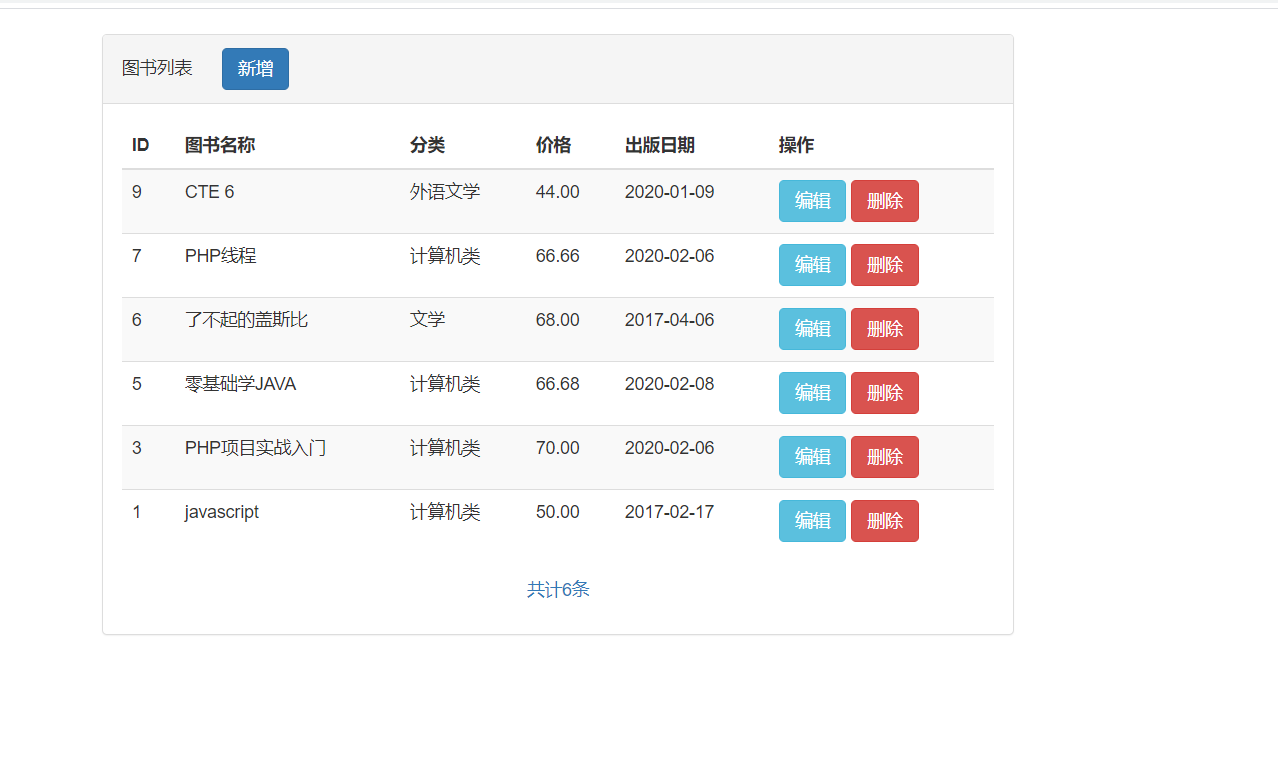 图书列表 新增
ID 图书名称 分类 价格 出版日期 操作
9 CTE 6 外语文学 44.00 2020-01-09 编辑 删除
7 PHP线程 计算机类 66.66 2020-02-06 编辑 删除
6 了不起的盖斯比 文学 68.00 2017-04-06 编辑 删除
5 零基础学JAVA 计算机类 66.68 2020-02-08 编辑 删除
3 PHP项目实战入门 计算机类 70.00 2020-02-06 编辑 删除
1 javascript 计算机类 50.00 2017-02-17 编辑 删除
共计6条